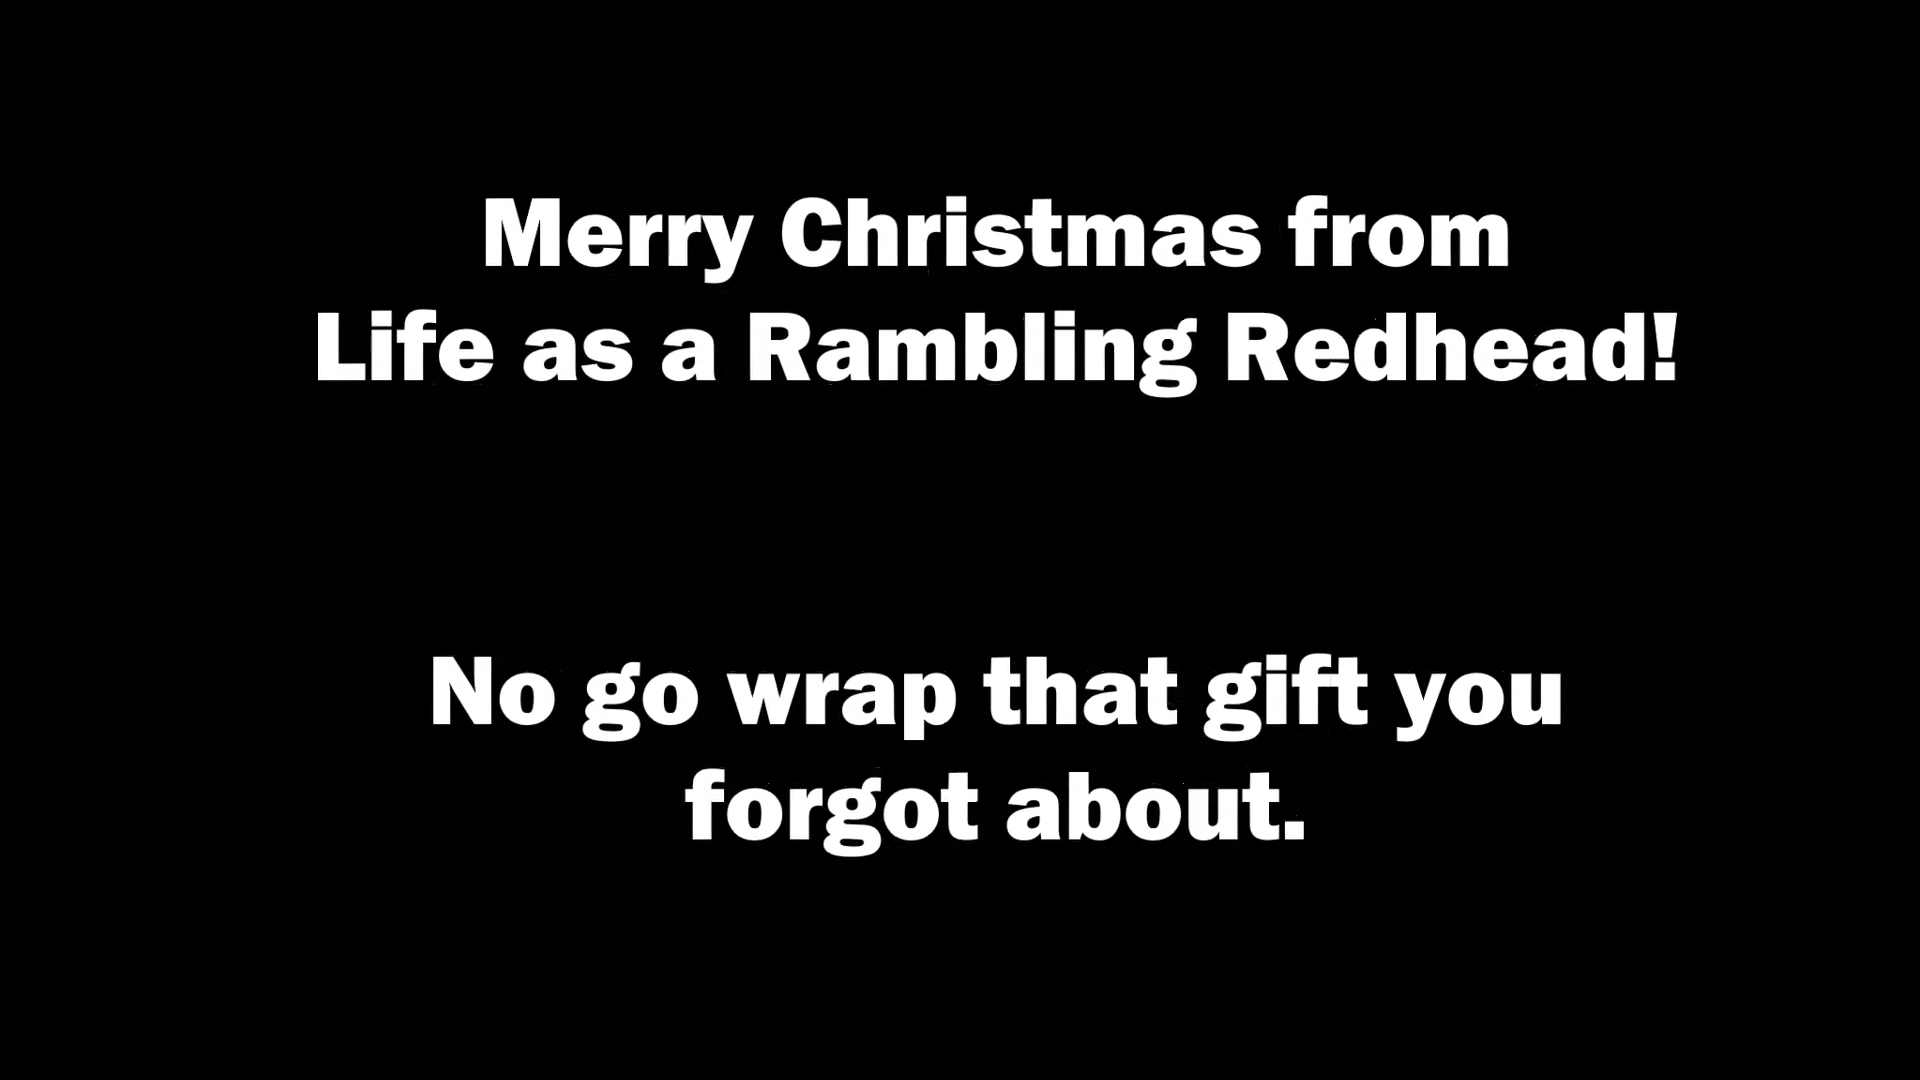 Merry Christmas from
Life as a Rambling Redhead!
No go wrap that gift you
forgot about.